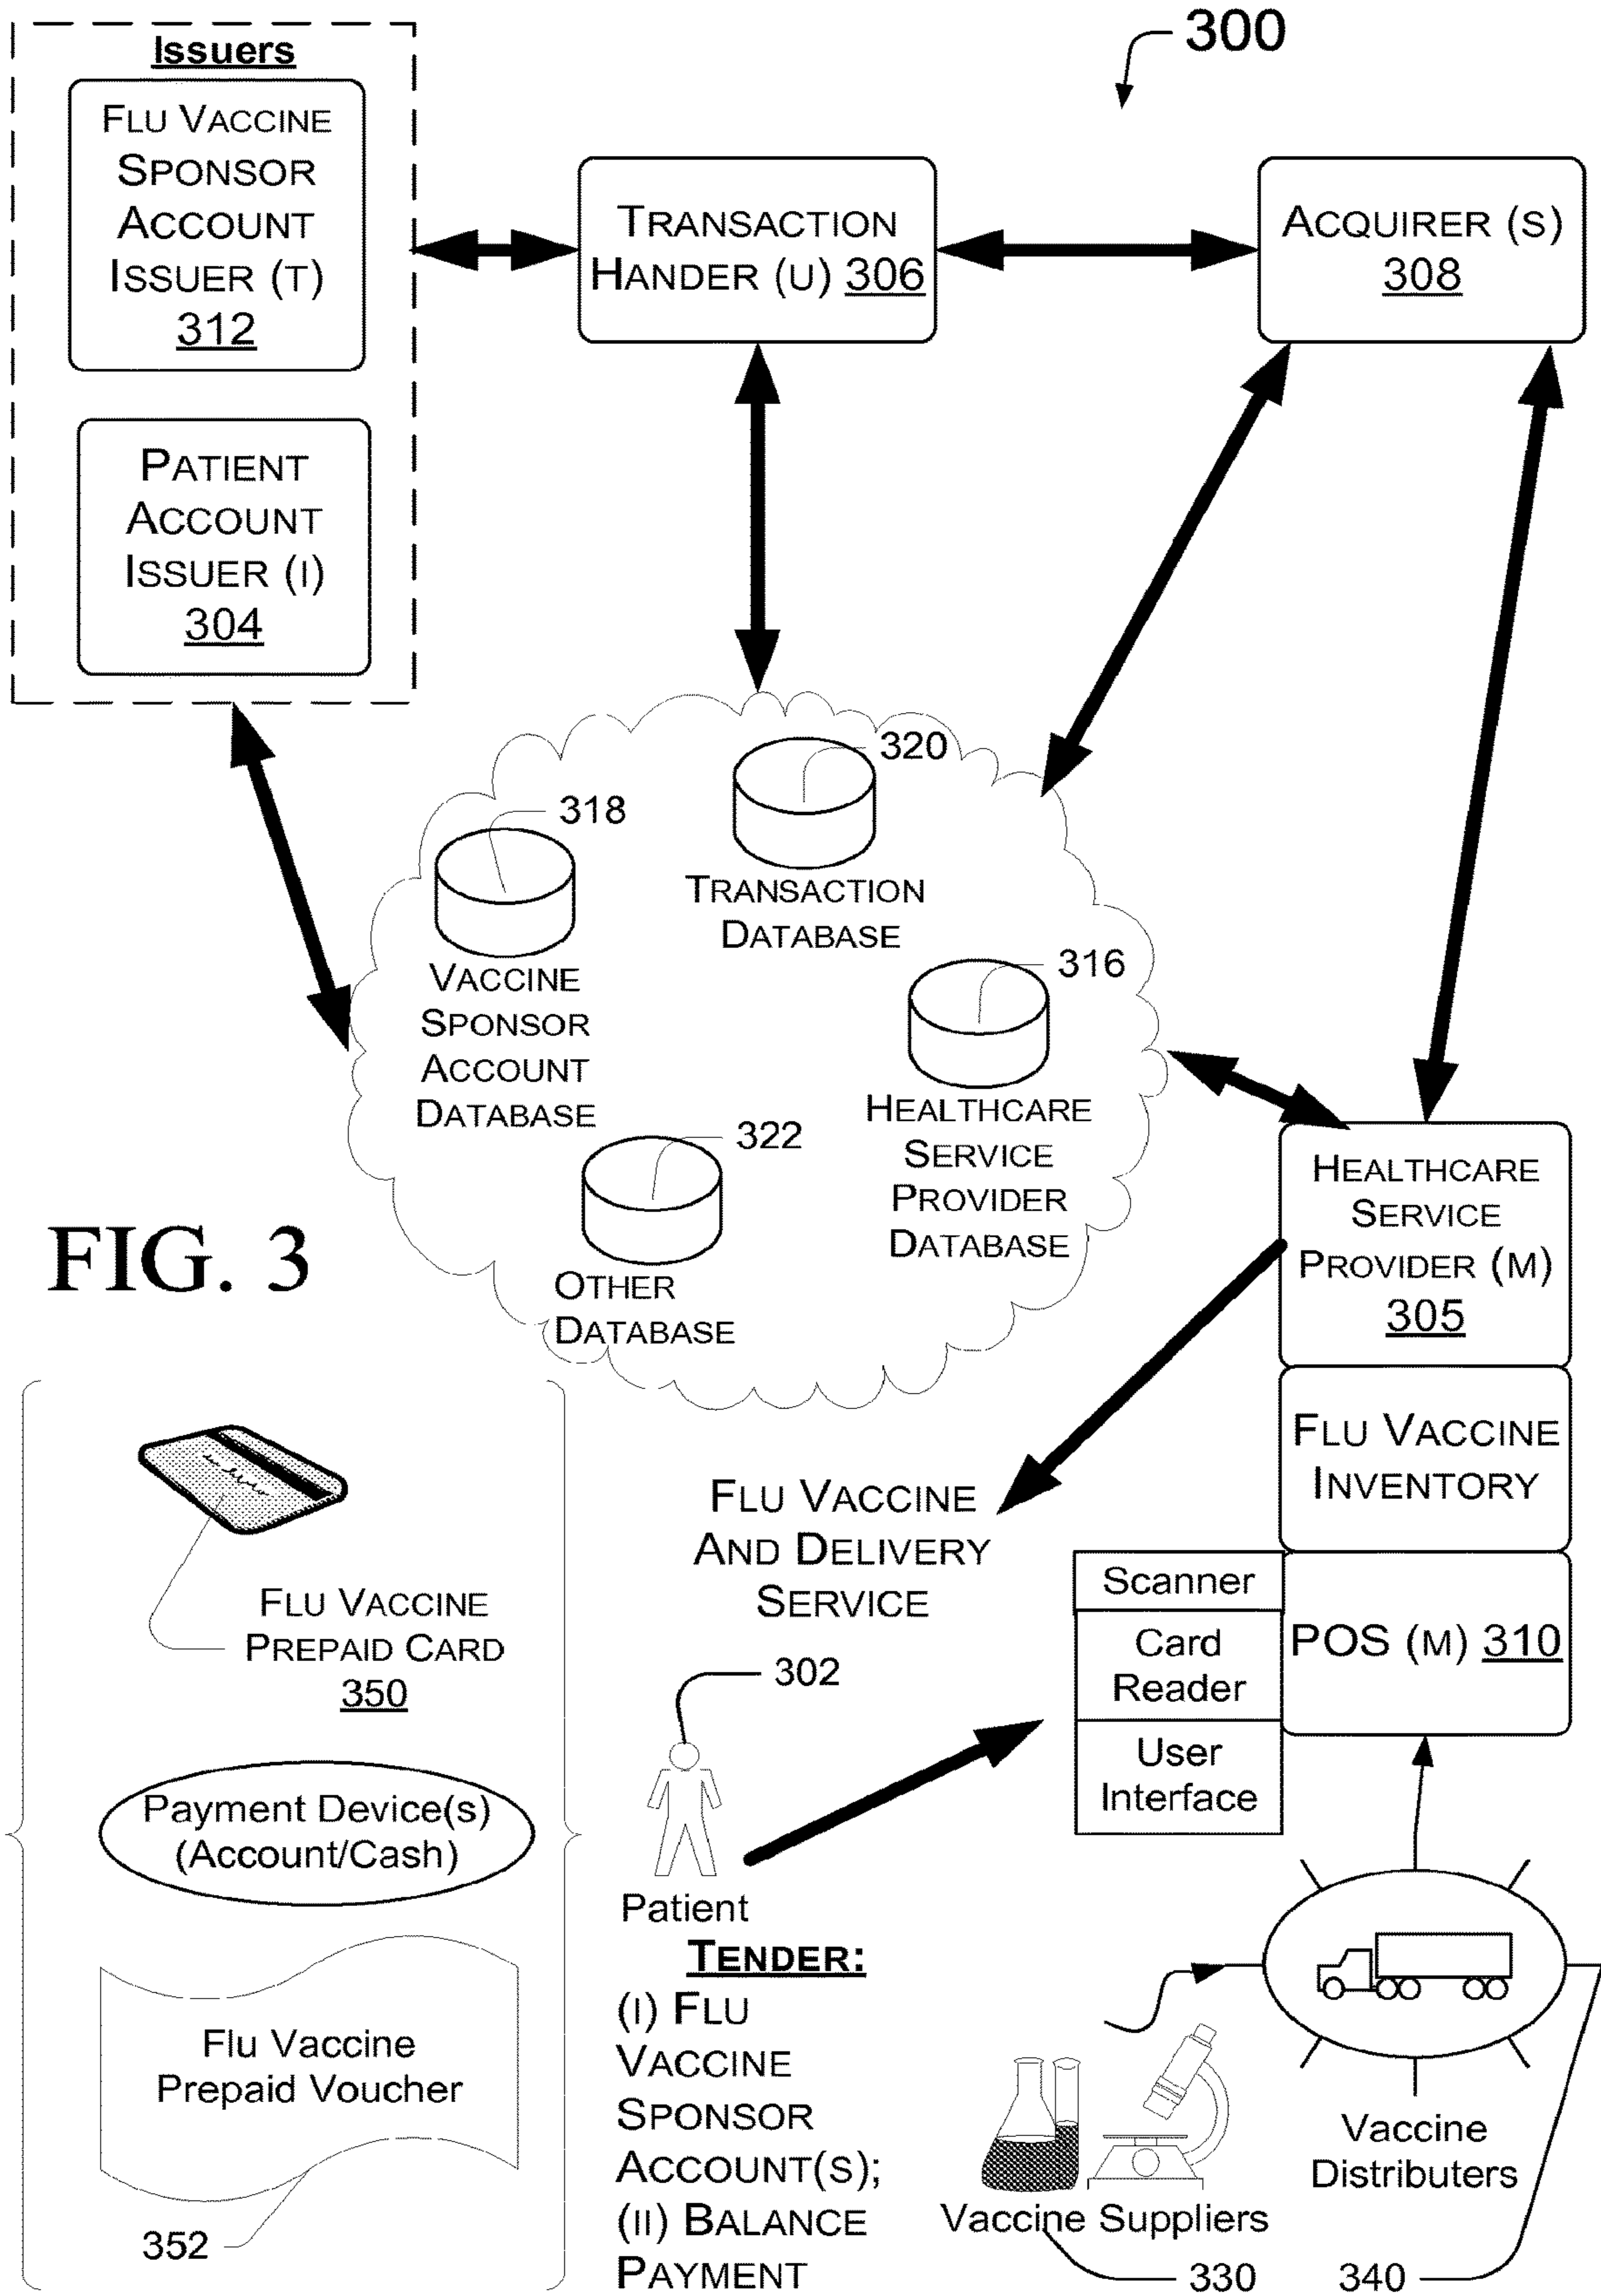 300
Issuers
FLU VACCINE
SPONSOR
ACCOUNT
ISSUER (T)
312
TRANSACTION
HANDER (U) 306
ACQUIRER (S)
308
PATIENT
ACCOUNT
ISSUER (I)
304
320
TRANSACTION
DATABASE
318
VACCINE
SPONSOR
ACCOUNT
DATABASE
316
HEALTHCARE
SERVICE
PROVIDER
DATABASE
322
OTHER
DATABASE
FIG. 3
HEALTHCARE
SERVICE
PROVIDER (M)
305
FLU VACCINE
INVENTORY
POS (M) 310
Scanner
Card
Reader
User
Interface
FLU VACCINE
AND DELIVERY
SERVICE
FLU VACCINE
PREPAID CARD
350
Payment Device(s)
(Account/Cash)
Flu Vaccine
Prepaid Voucher
352
302
Patient
TENDER:
(I) FLU
VACCINE
SPONSOR
ACCOUNT(S);
(II) BALANCE
PAYMENT
Vaccine
Distributers
Vaccine Suppliers
330
340